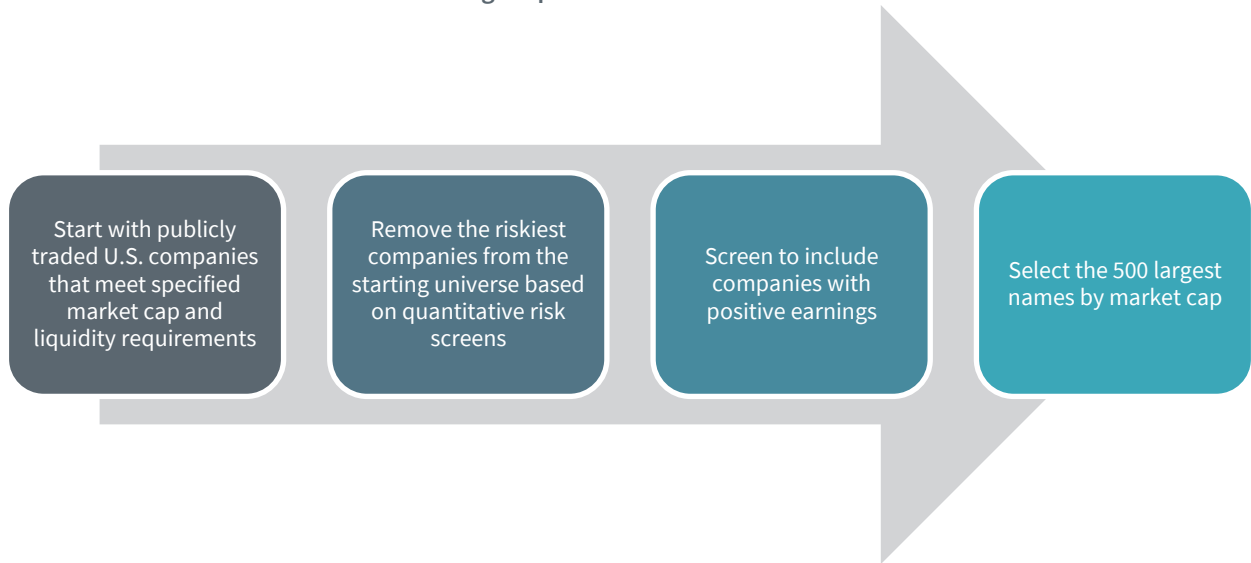 Start with publicly
traded U.S. companies
that meet specified
market cap and
liquidity requirements
Remove the riskiest
companies from the
starting universe based
on quantitative risk
screens
Screen to include
companies with
positive earnings
Select the 500 largest
names by market cap